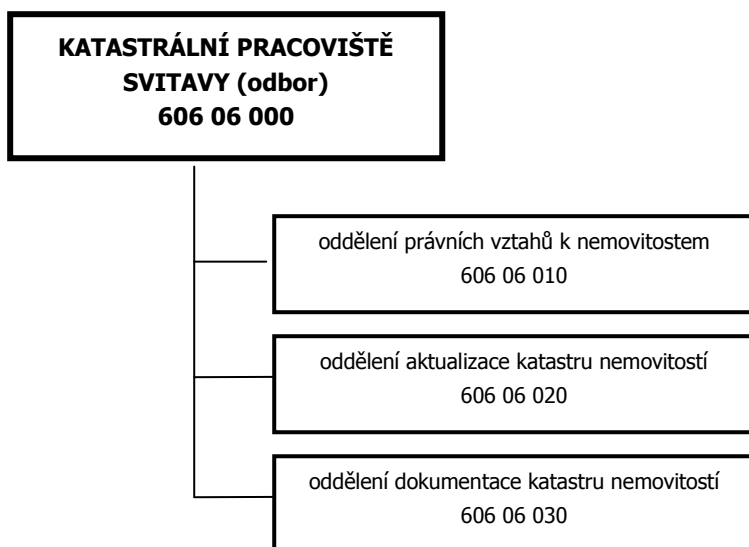 KATASTRÁLNÍ PRACOVIŠTĚ
SVITAVY (odbor)
606 06 000
oddělení právních vztahů k nemovitostem
606 06 010
oddělení aktualizace katastru nemovitostí
606 06 020
oddělení dokumentace katastru nemovitostí
606 06 030